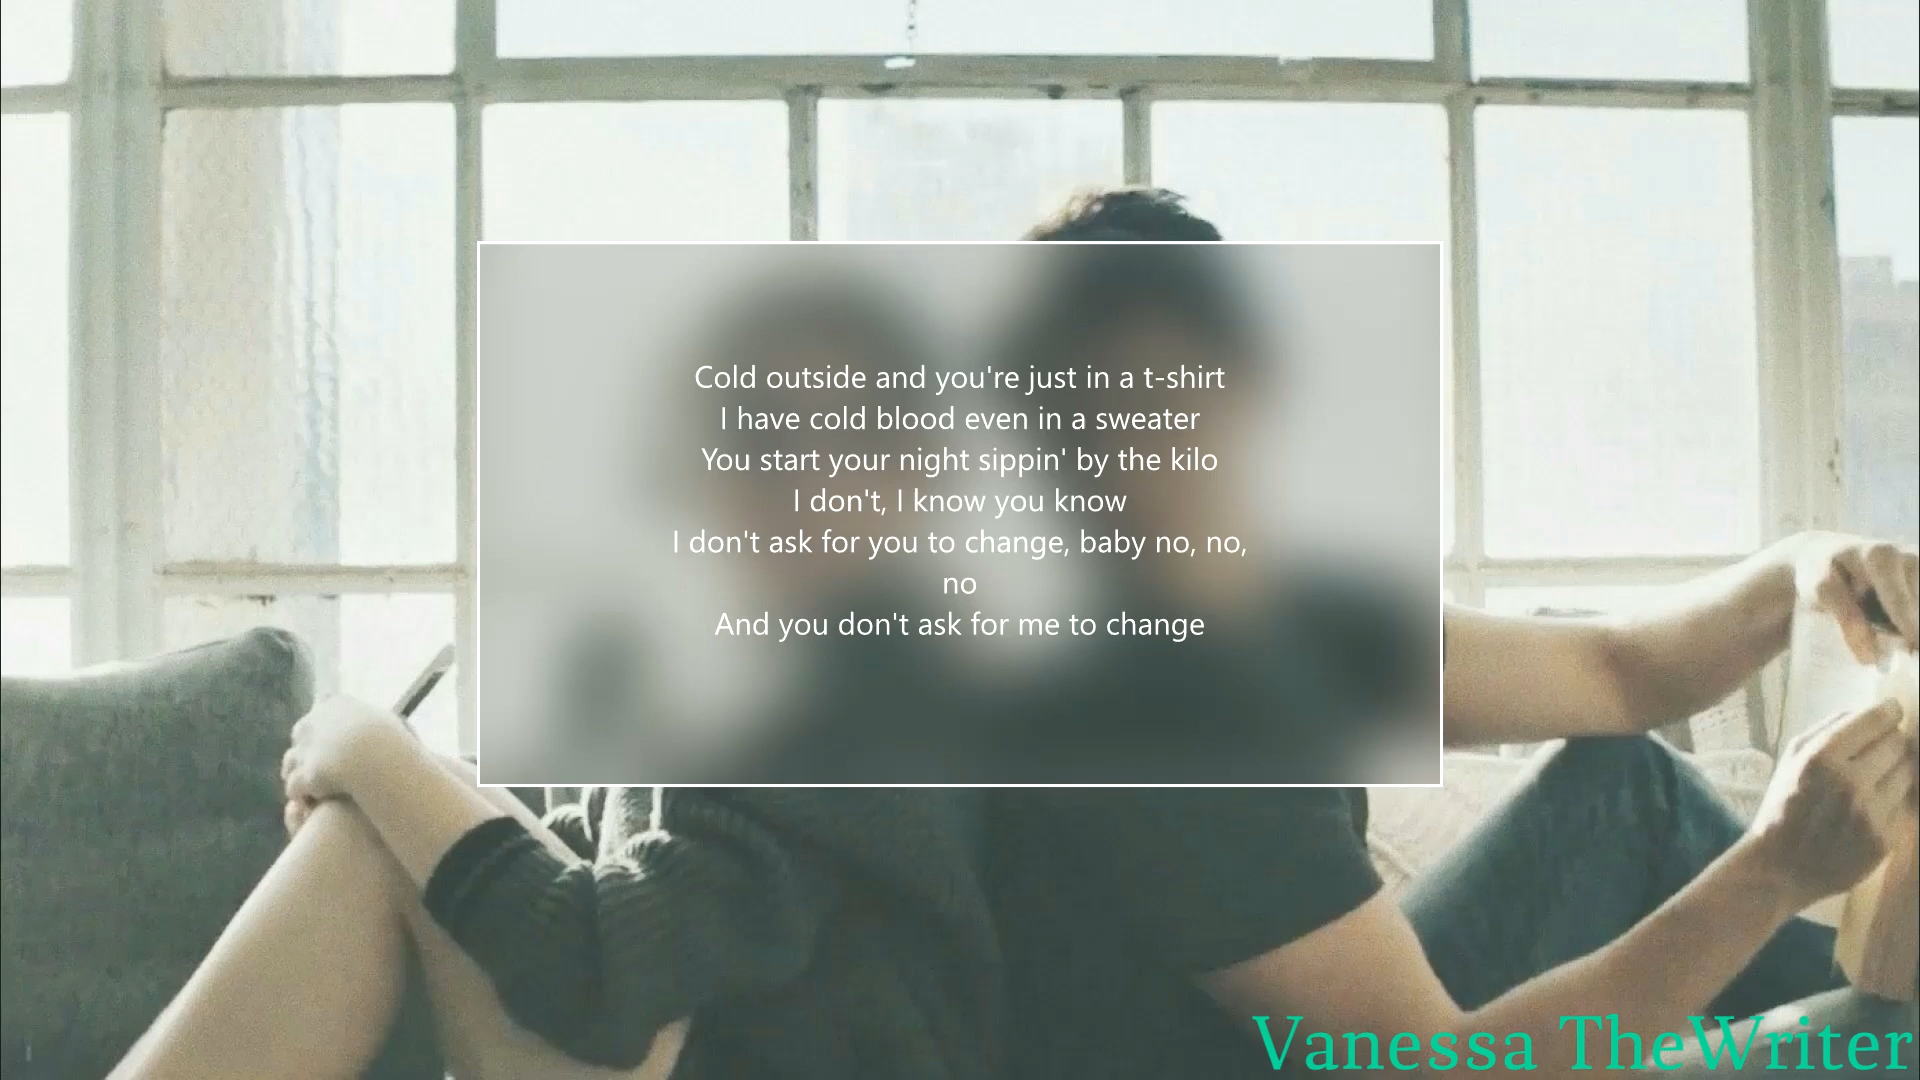 Cold outside and you're just in a t-shirt
I have cold blood even in a sweater
You start your night sippin' by the kilo
I don't, I know you know
I don't ask for you to change, baby no, no,
no
And you don't ask for me to change
Vanessa TheWriter